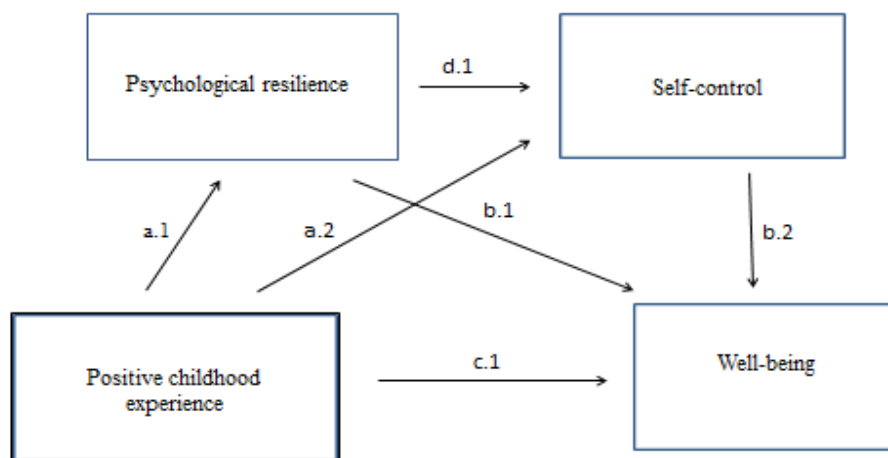 Psychological resilience
d.1
Self-control
a.1
a.2
b.1
b.2
Positive childhood
experience
c.1
Well-being